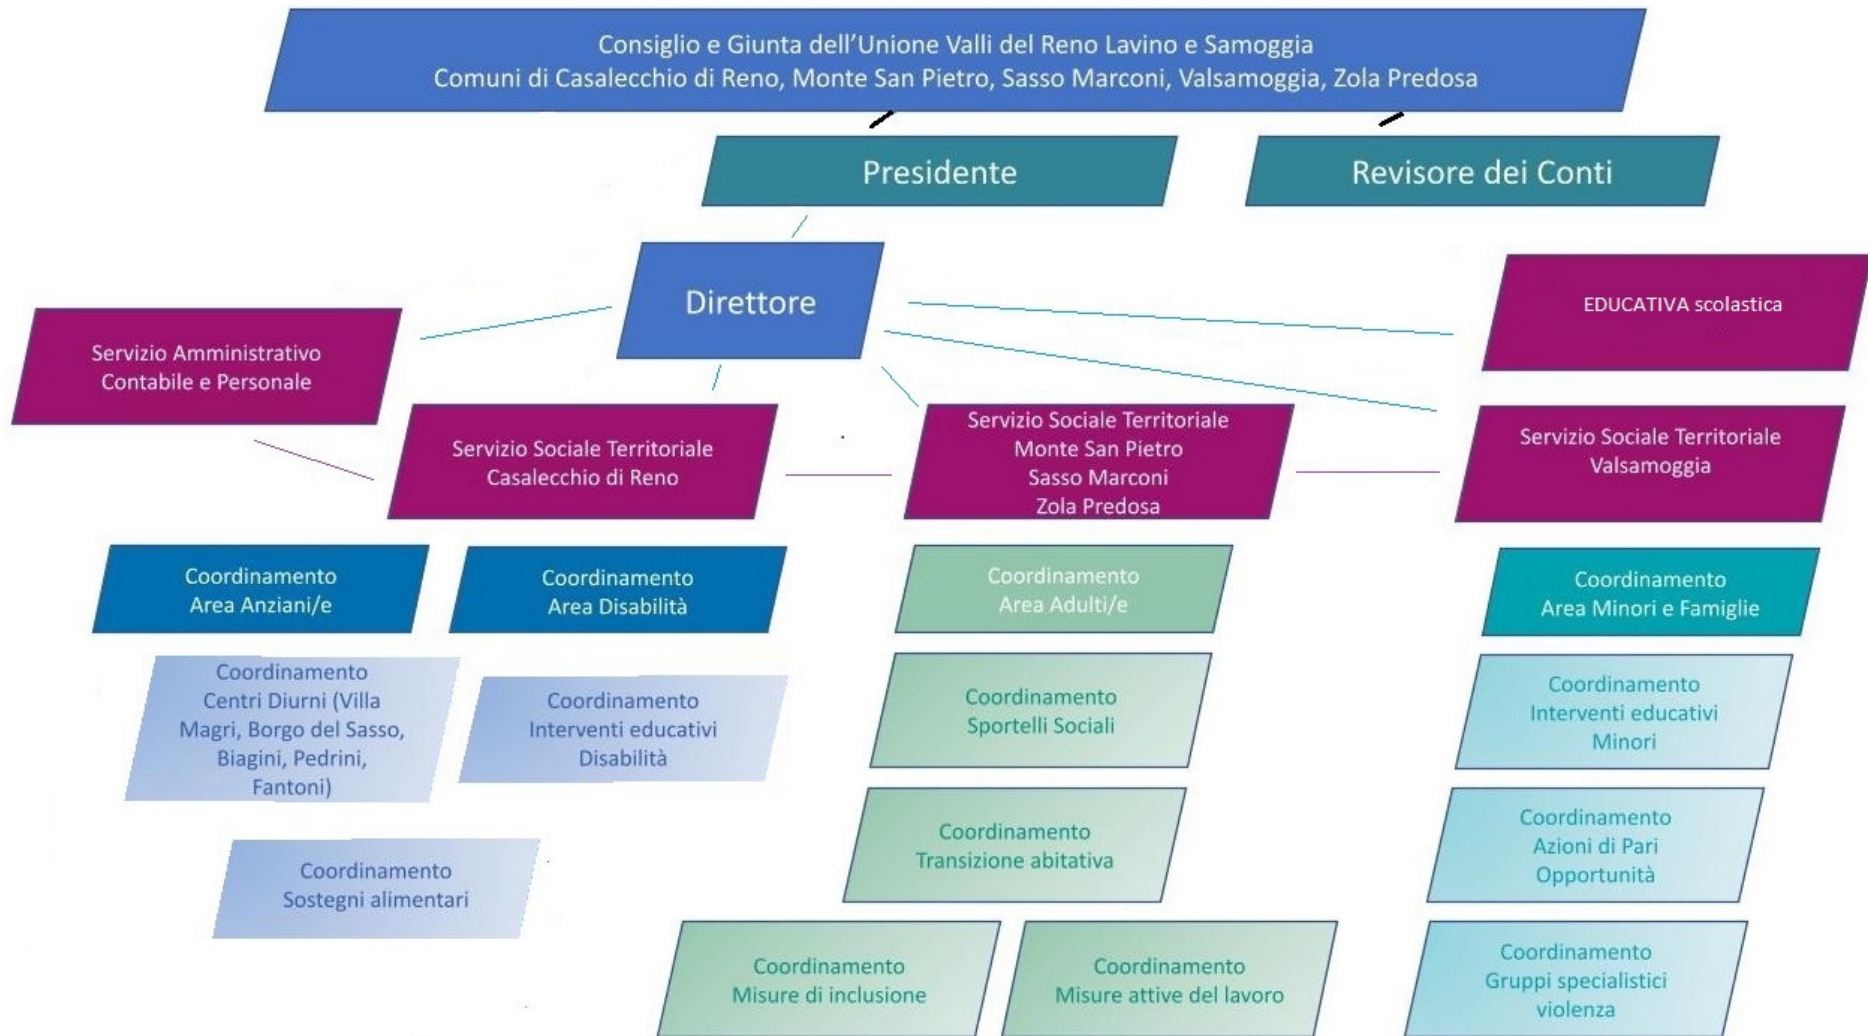 Consiglio e Giunta dell'Unione Valli del Reno Lavino e Samoggia
Comuni di Casalecchio di Reno, Monte San Pietro, Sasso Marconi, Valsamoggia, Zola Predosa
Presidente
Revisore dei Conti
Direttore
EDUCATIVA scolastica
Servizio Amministrativo
Contabile e Personale
Servizio Sociale Territoriale
Casalecchio di Reno
Servizio Sociale Territoriale
Monte San Pietro
Sasso Marconi
Zola Predosa
Servizio Sociale Territoriale
Valsamoggia
Coordinamento
Area Anziani/e
Coordinamento
Area Disabilità
Coordinamento
Area Adulti/e
Coordinamento
Area Minori e Famiglie
Coordinamento
Centri Diurni (Villa
Magri, Borgo del Sasso,
Biagini, Pedrini,
Fantoni)
Coordinamento
Interventi educativi
Disabilità
Coordinamento
Sportelli Sociali
Coordinamento
Interventi educativi
Minori
Coordinamento
Sostegni alimentari
Coordinamento
Transizione abitativa
Coordinamento
Azioni di Pari
Opportunità
Coordinamento
Misure di inclusione
Coordinamento
Misure attive del lavoro
Coordinamento
Gruppi specialistici
violenza